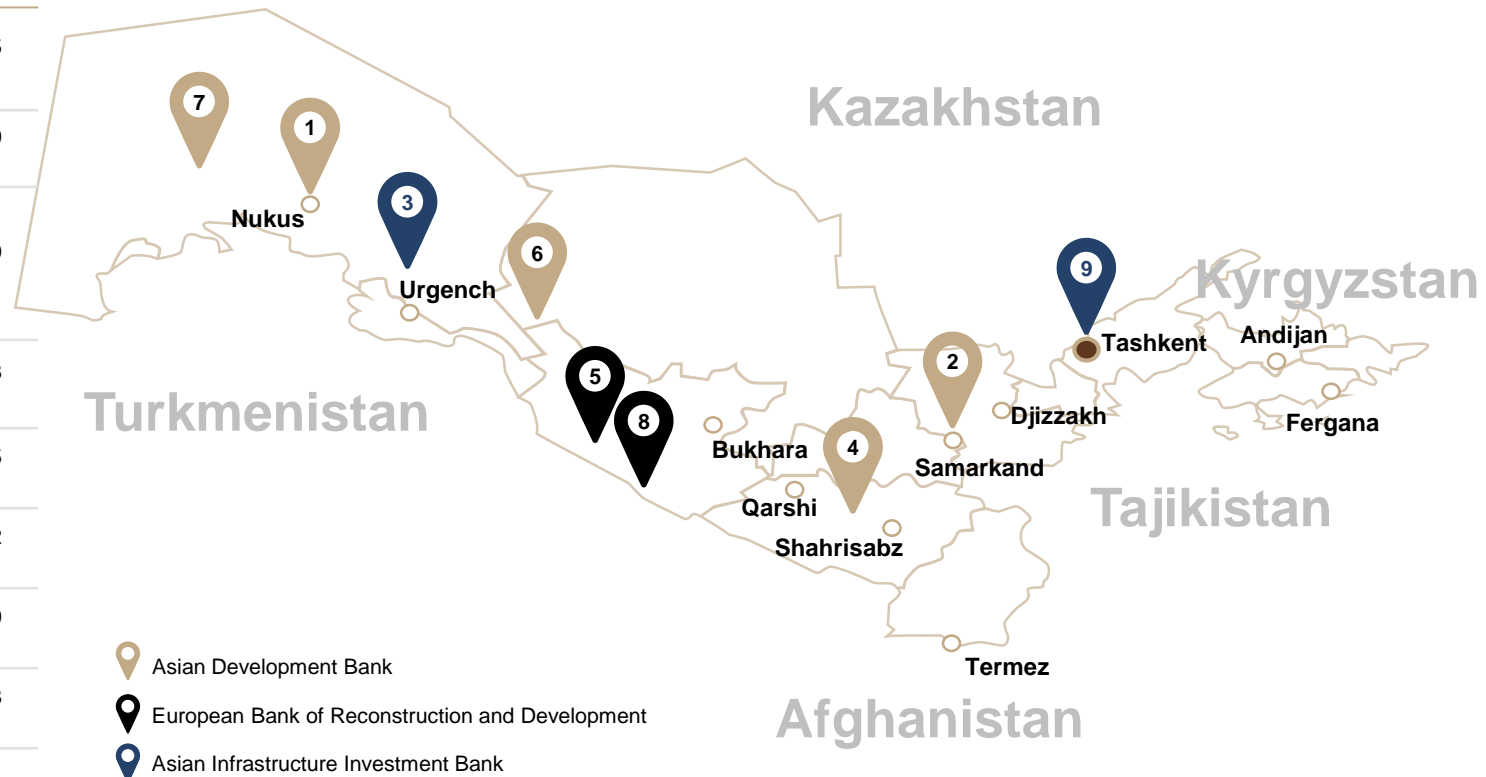 Kazakhstan
7
1
Nukus
3
Urgench
6
9
Kyrgyzstan
Tashkent
Andijan
2
5
8
Turkmenistan
Djizzakh
Fergana
Bukhara
4
Samarkand
Qarshi
Tajikistan
Shahrisabz
Termez
Afghanistan
Asian Development Bank
European Bank of Reconstruction and Development
Asian Infrastructure Investment Bank